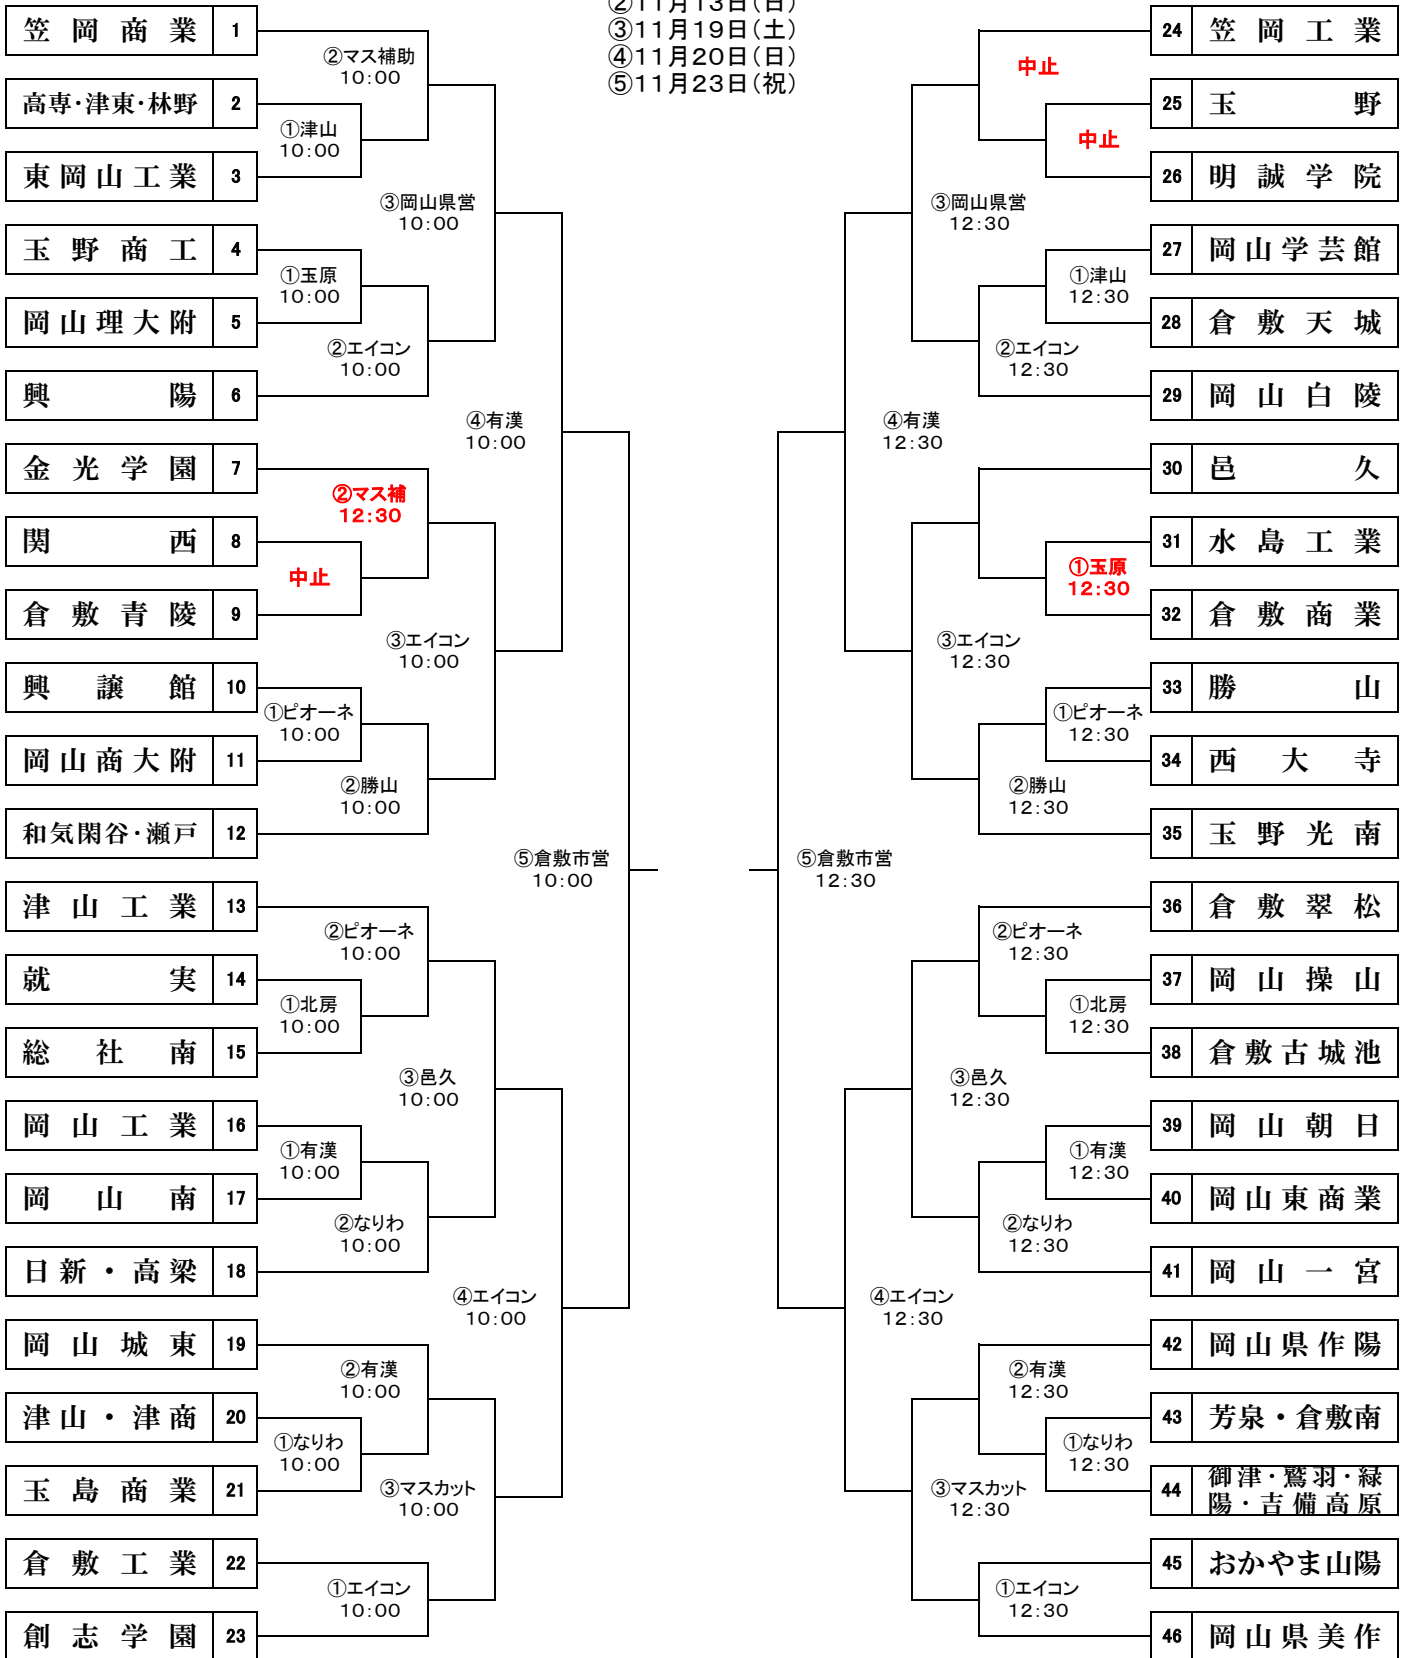 ②11月13日(日)
③11月19日(土)
④11月20日(日)
⑤11月23日(祝)
笠岡商業 1
②マス補助
10:00
高専・津東・林野 2
①津山
10:00
東岡山工業 3
③岡山県営
10:00
玉野商工 4
①玉原
10:00
岡山理大附 5
②エイコン
10:00
興陽 6
④有漢
10:00
金光学園 7
②マス補
12:30
関西 8
中止
倉敷青陵 9
③エイコン
10:00
興譲館 10
①ピオーネ
10:00
岡山商大附 11
②勝山
10:00
和気閑谷・瀬戸 12
⑤倉敷市営
10:00
津山工業 13
②ピオーネ
10:00
就実 14
①北房
10:00
総社南 15
③邑久
10:00
岡山工業 16
①有漢
10:00
岡山南 17
②なりわ
10:00
日新・高梁 18
④エイコン
10:00
岡山城東 19
②有漢
10:00
津山・津商 20
①なりわ
10:00
玉島商業 21
③マスカット
10:00
倉敷工業 22
①エイコン
10:00
創志学園 23
24 笠岡工業
中止
25 玉野
中止
26 明誠学院
③岡山県営
12:30
27 岡山学芸館
①津山
12:30
28 倉敷天城
②エイコン
12:30
29 岡山白陵
④有漢
12:30
30 邑久
31 水島工業
①玉原
12:30
32 倉敷商業
③エイコン
12:30
33 勝山
①ピオーネ
12:30
34 西大寺
②勝山
12:30
35 玉野光南
⑤倉敷市営
12:30
36 倉敷翠松
②ピオーネ
12:30
37 岡山操山
①北房
12:30
38 倉敷古城池
③邑久
12:30
39 岡山朝日
①有漢
12:30
40 岡山東商業
②なりわ
12:30
41 岡山一宮
④エイコン
12:30
42 岡山県作陽
②有漢
12:30
43 芳泉・倉敷南
①なりわ
12:30
44 御津・鷲羽・緑
陽・吉備高原
③マスカット
12:30
45 おかやま山陽
①エイコン
12:30
46 岡山県美作